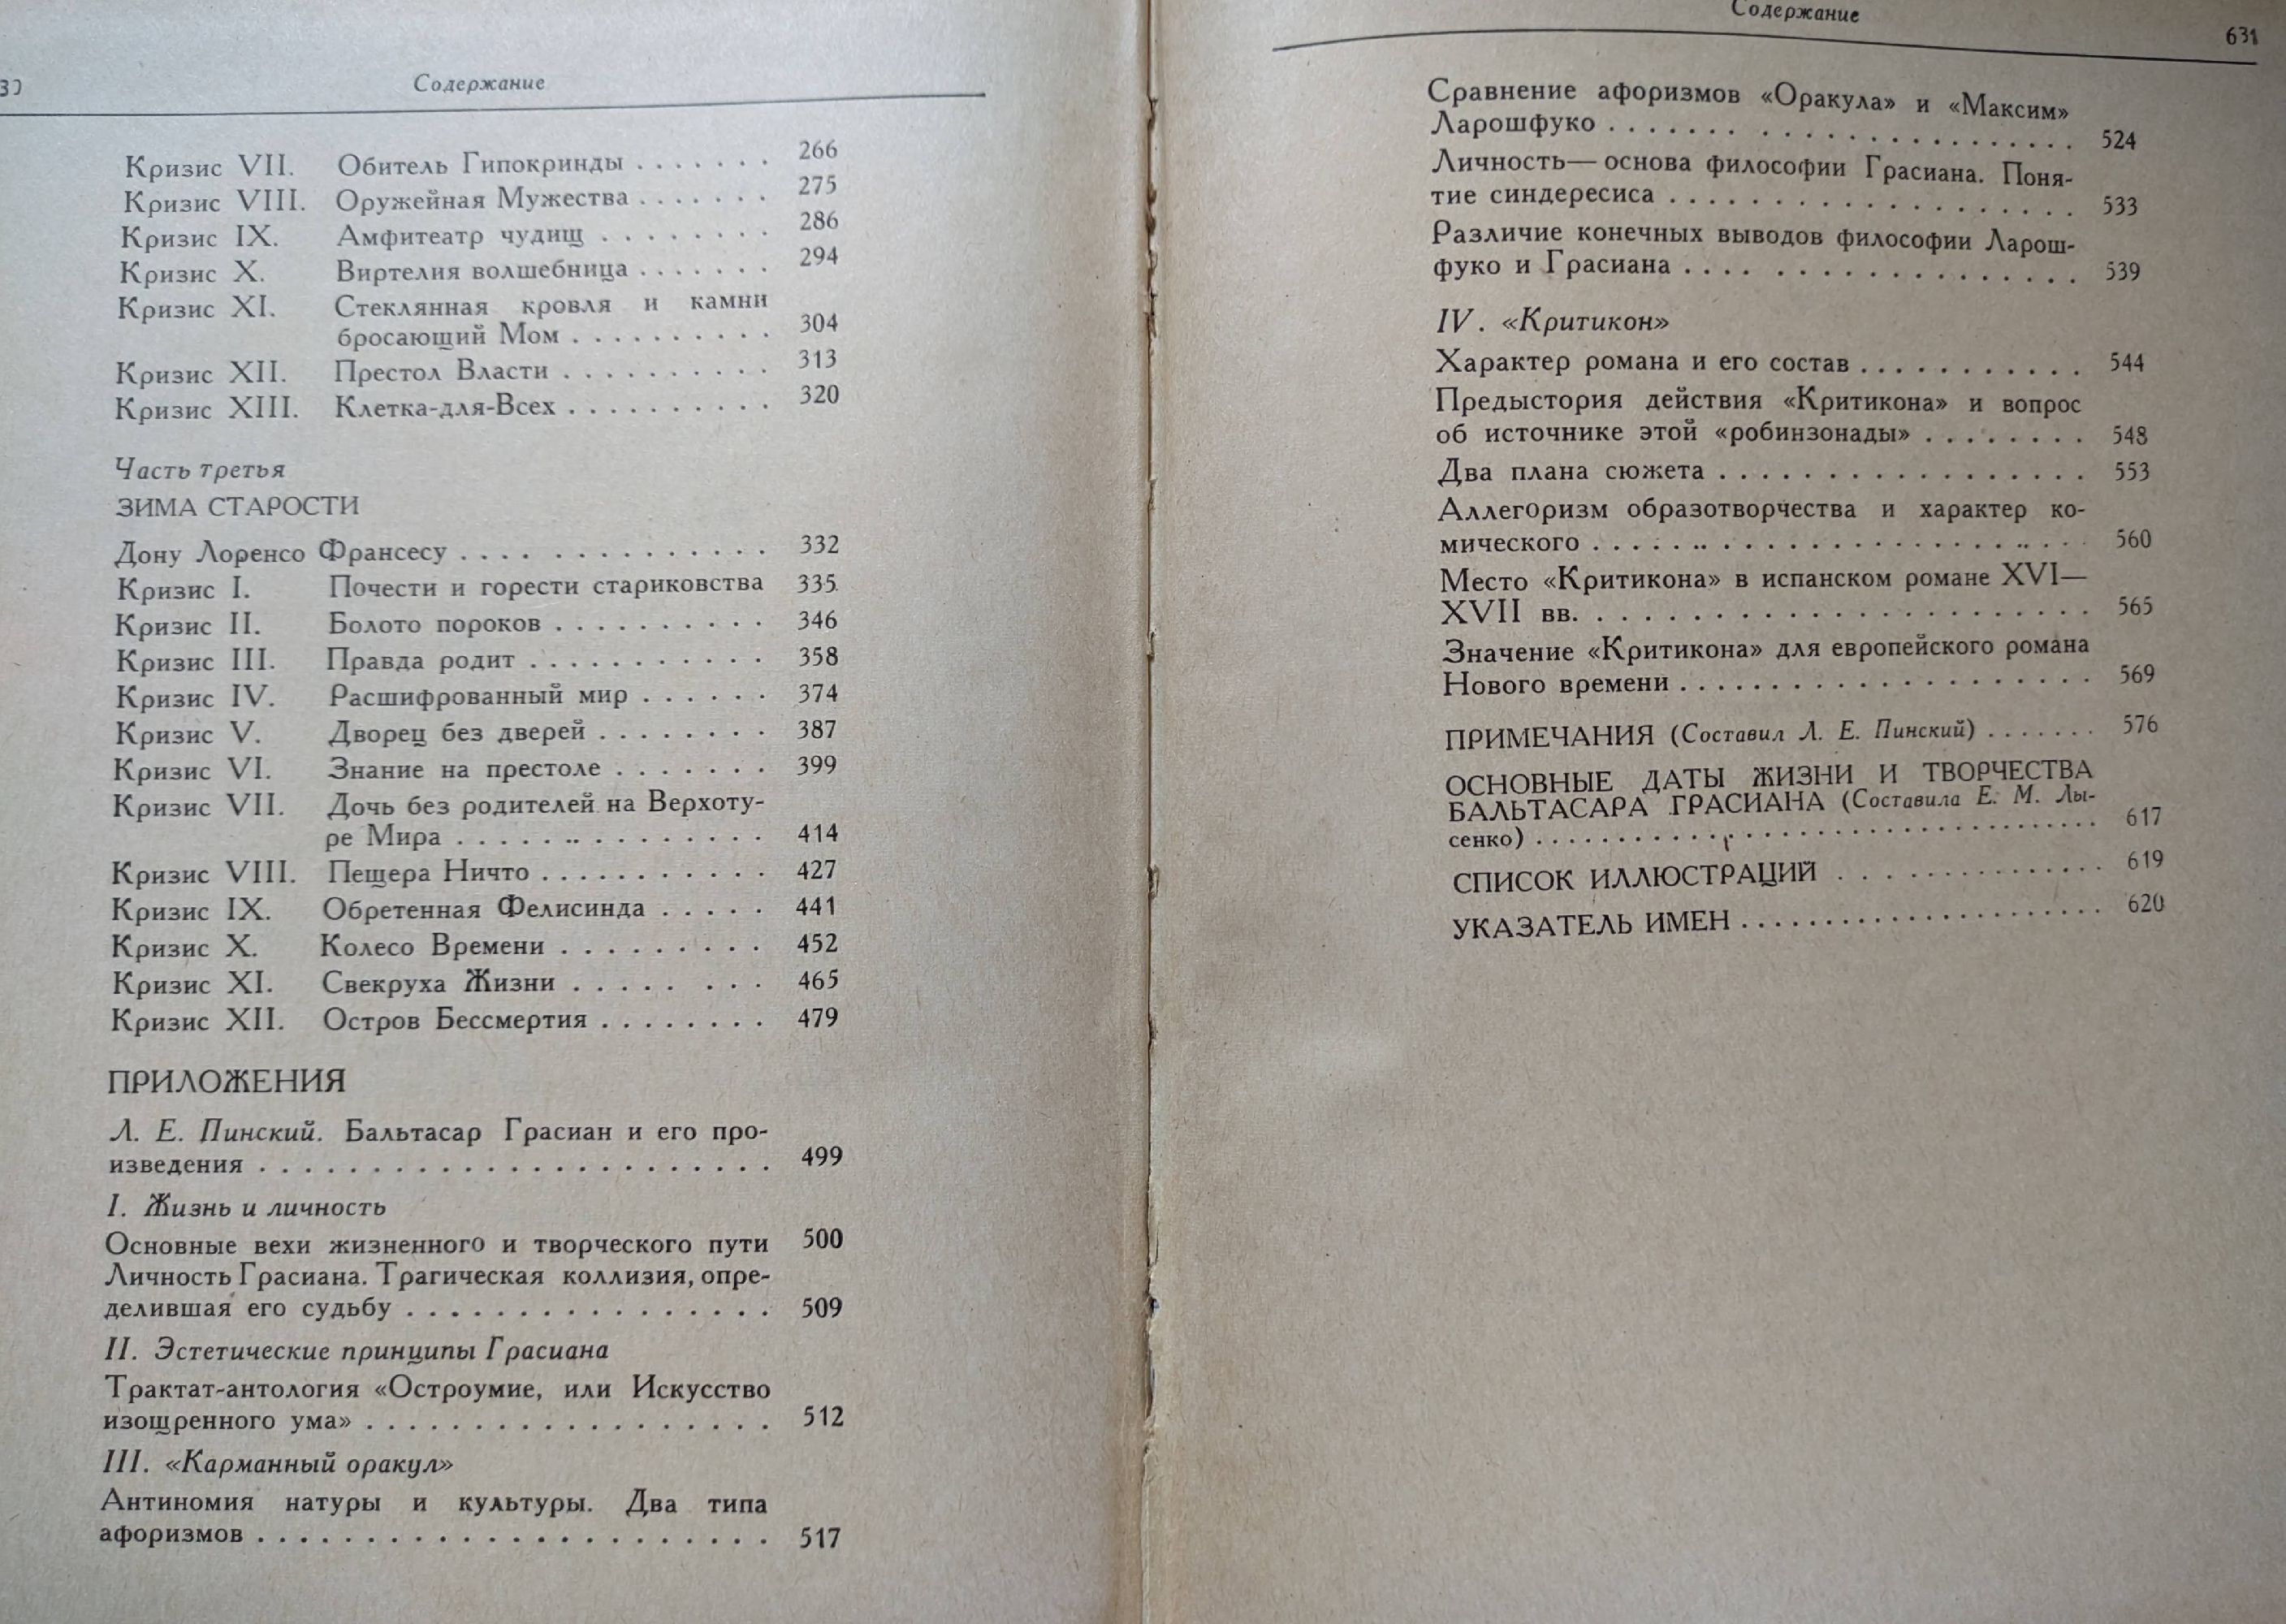 Содержание
Кризис VII. Обитель Гипокринды . . . . . . . 266
Кризис VIII. Оружейная Мужества . . . . . . . 275
Кризис IX. Амфитеатр чудищ . . . . . . . . 286
Кризис X. Виртелия волшебница . . . . . . . 294
Кризис XI. Стеклянная кровля и камни
бросающий Мом . . . . . . . . . . 304
Кризис XII. Престол Власти . . . . . . . . . . 313
Кризис XIII. Клетка-для-Всех . . . . . . . . . . 320
Часть третья
ЗИМА СТАРОСТИ
Дону Лоренсо Франсесу . . . . . . . . . . . . . . 332
Кризис I. Почести и горести стариковства 335
Кризис II. Болото пороков . . . . . . . . . . 346
Кризис III. Правда родит . . . . . . . . . . . 358
Кризис IV. Расшифрованный мир . . . . . . 374
Кризис V. Дворец без дверей . . . . . . . . 387
Кризис VI. Знание на престоле . . . . . . . 399
Кризис VII. Дочь без родителей на Верхоту-
ре Мира . . . . . . . . . . . . . . 414
Кризис VIII. Пещера Ничто . . . . . . . . . . . 427
Кризис IX. Обретенная Фелисинда . . . . . 441
Кризис X. Колесо Времени . . . . . . . . . 452
Кризис XI. Свекруха Жизни . . . . . . . . 465
Кризис XII. Остров Бессмертия . . . . . . . . 479
ПРИЛОЖЕНИЯ
Л. Е. Пинский. Бальтасар Грасиан и его про-
изведения . . . . . . . . . . . . . . . . . . . . . . . 499
I. Жизнь и личность
Основные вехи жизненного и творческого пути 500
Личность Грасиана. Трагическая коллизия, опре-
делившая его судьбу . . . . . . . . . . . . . . . . 509
II. Эстетические принципы Грасиана
Трактат-антология «Остроумие, или Искусство
изощренного ума» . . . . . . . . . . . . . . . . . . 512
III. «Карманный оракул»
Антиномия натуры и культуры. Два типа
афоризмов . . . . . . . . . . . . . . . . . . . . . . . 517
Содержание 631
Сравнение афоризмов «Оракула» и «Максим»
Ларошфуко . . . . . . . . . . . . . . . . . . . . . 524
Личность— основа философии Грасиана. Поня-
тие синдересиса . . . . . . . . . . . . . . . . . . . 533
Различие конечных выводов философии Ларош-
фуко и Грасиана . . . . . . . . . . . . . . . . . . 539
IV. «Критикон»
Характер романа и его состав . . . . . . . . . . . 544
Предыстория действия «Критикона» и вопрос
об источнике этой «робинзонады» . . . . . . . . 548
Два плана сюжета . . . . . . . . . . . . . . . . . 553
Аллегоризм образотворчества и характер ко-
мического . . . . . . . . . . . . . . . . . . . . . . 560
Место «Критикона» в испанском романе XVI—
XVII вв. . . . . . . . . . . . . . . . . . . . . . . . 565
Значение «Критикона» для европейского романа
Нового времени . . . . . . . . . . . . . . . . . . . 569
ПРИМЕЧАНИЯ (Составил Л. Е. Пинский) . . . . . . . 576
ОСНОВНЫЕ ДАТЫ ЖИЗНИ И ТВОРЧЕСТВА
БАЛЬТАСАРА ГРАСИАНА (Составила Е. М. Лы-
сенко) . . . . . . . . . . . . . . . . . . . . . . . . . . 617
СПИСОК ИЛЛЮСТРАЦИЙ . . . . . . . . . . . . . . . 619
УКАЗАТЕЛЬ ИМЕН . . . . . . . . . . . . . . . . . . . . . 620